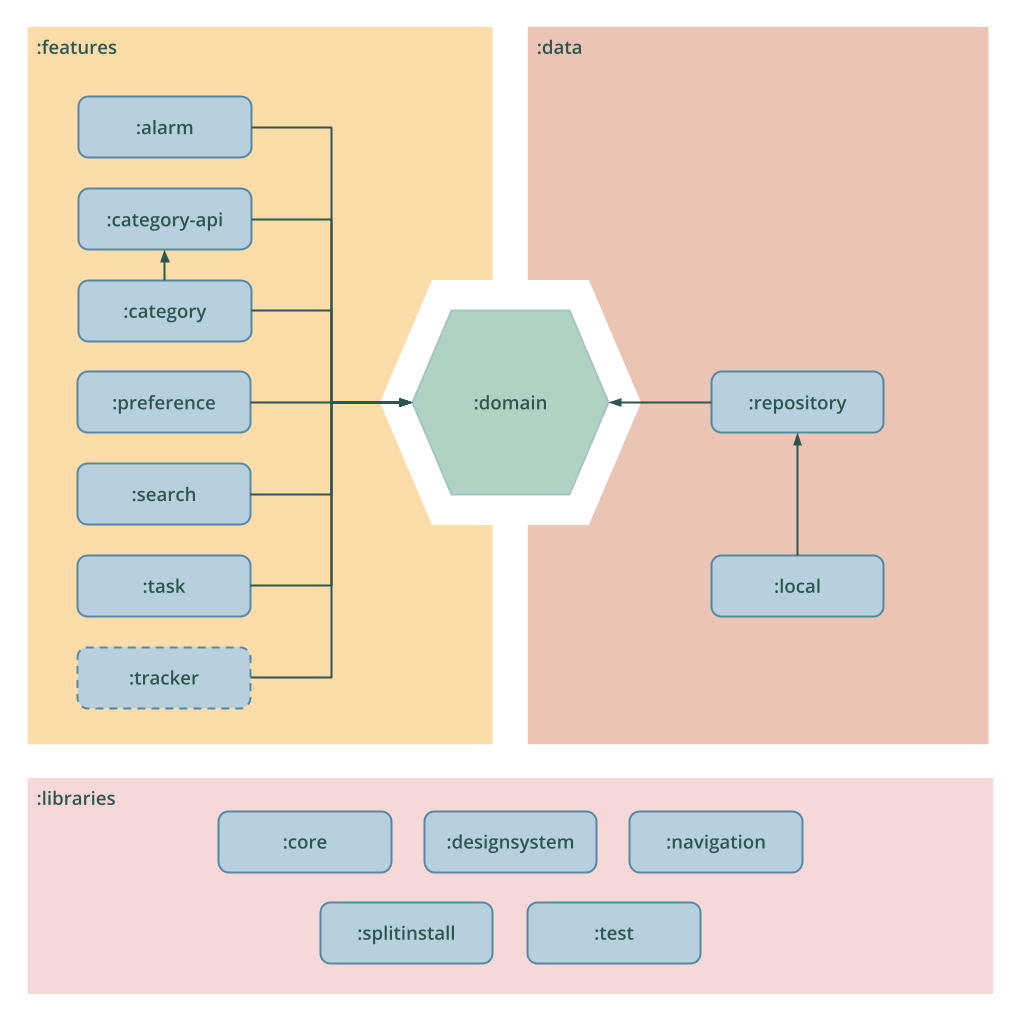 :features
:alarm
:category-api
:category
:preference
:search
:task
:tracker
:domain
:data
:repository
:local
:libraries
:core
:designsystem
:navigation
:splitinstall
:test